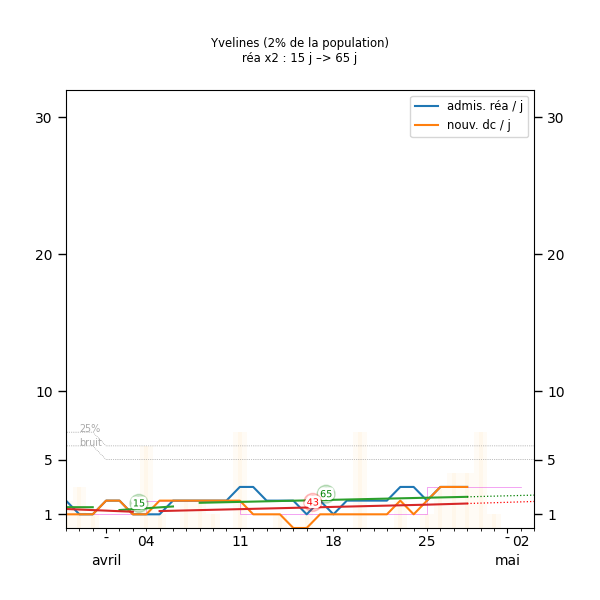 Yvelines (2% de la population)
réa x2 : 15 j –> 65 j
admis. réa / j
nouv. dc / j
30 30
20 20
10 10
25%
bruit
5 5
15 43 65
1 1
04 11 18 25 02
avril mai